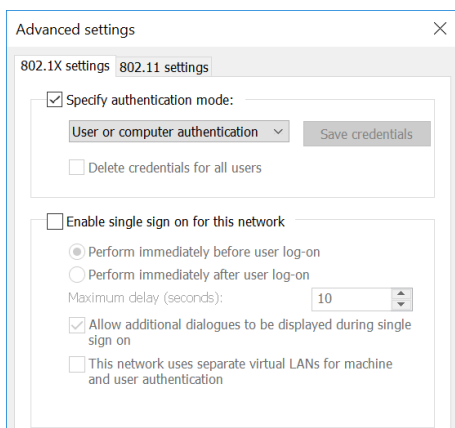 Advanced settings
802.1X settings 802.11 settings
Specify authentication mode:
User or computer authentication Save credentials
Delete credentials for all users
Enable single sign on for this network
Perform immediately before user log-on
Perform immediately after user log-on
Maximum delay (seconds): 10
Allow additional dialogues to be displayed during single
sign on
This network uses separate virtual LANs for machine
and user authentication